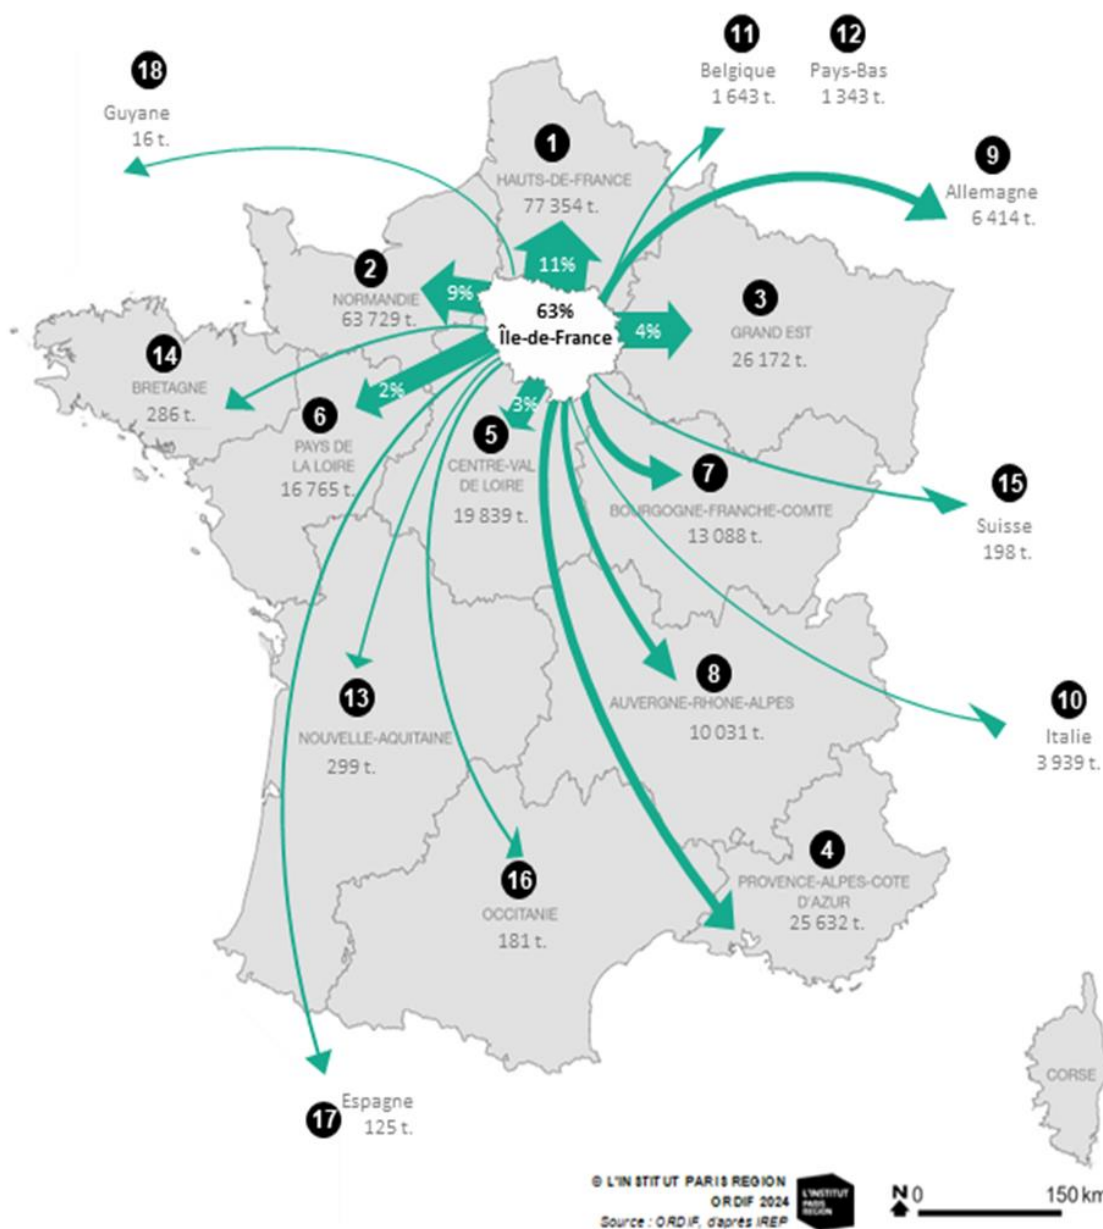 18
Guyane
16 t.
11
Belgique
1 643 t.
12
Pays-Bas
1 343 t.
1
HAUTS-DE-FRANCE
77 354 t.
11%
9
Allemagne
6 414 t.
2
NORMANDIE
63 729 t.
9%
63%
Île-de-France
4%
3
GRAND EST
26 172 t.
14
BRETAGNE
286 t.
2%
6
PAYS DE
LA LOIRE
16 765 t.
3%
5
CENTRE-VAL
DE LOIRE
19 839 t.
7
BOURGOGNE-FRANCHE-COMTE
13 088 t.
15
Suisse
198 t.
13
NOUVELLE-AQUITAINE
299 t.
8
AUVERGNE-RHONE-ALPES
10 031 t.
10
Italie
3 939 t.
4
PROVENCE-ALPES-COTE
D'AZUR
25 632 t.
16
OCCITANIE
181 t.
17
Espagne
125 t.
CORSE
© L'INSTITUT PARIS REGION
ORDIF 2024
Source : ORDIF, d'après IREP
L'INSTITUT
PARIS
REGION
N 0 150 km